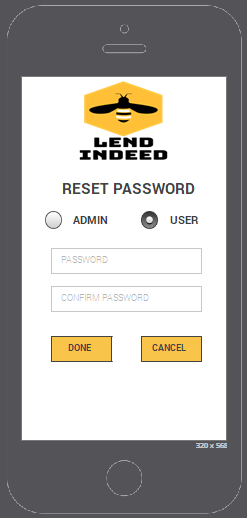 LEND
INDEED
RESET PASSWORD
ADMIN USER
PASSWORD
CONFIRM PASSWORD
DONE CANCEL
320 x 568